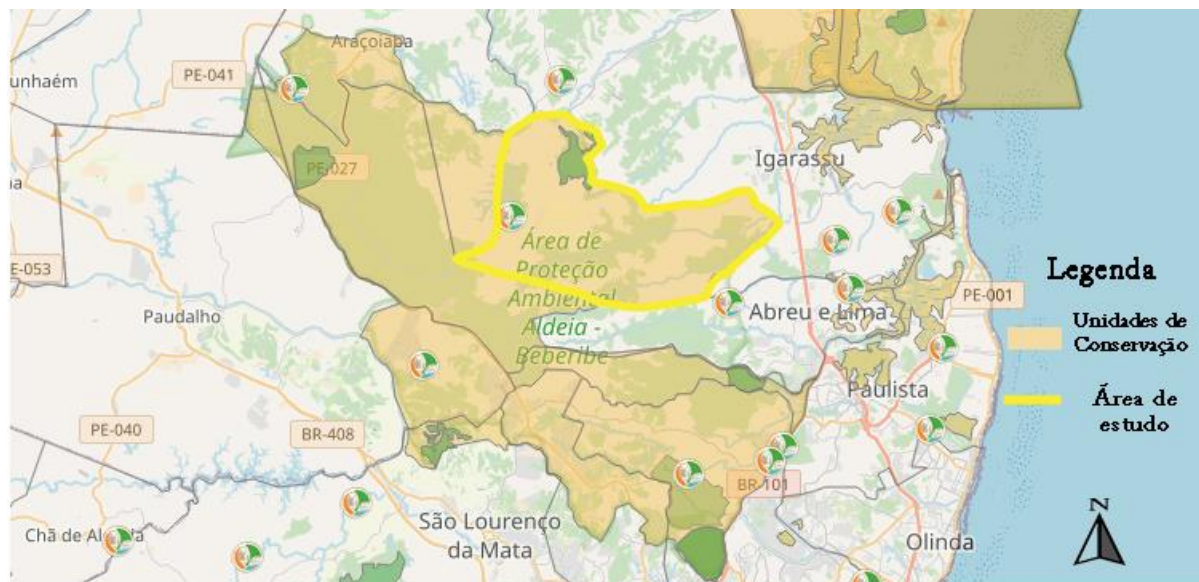 Araçoiaba
PE-041
unhaém
PE-027
Igarassu
Área de
Proteção
Ambiental
Aldeia -
Beberibe
E-053
Paudalho
Abreu e Lima
PE-001
Legenda
Unidades de
Conservação
Área de
estudo
Paulista
PE-040
BR-408
BR-101
São Lourenço
da Mata
Chã de
Olinda
N